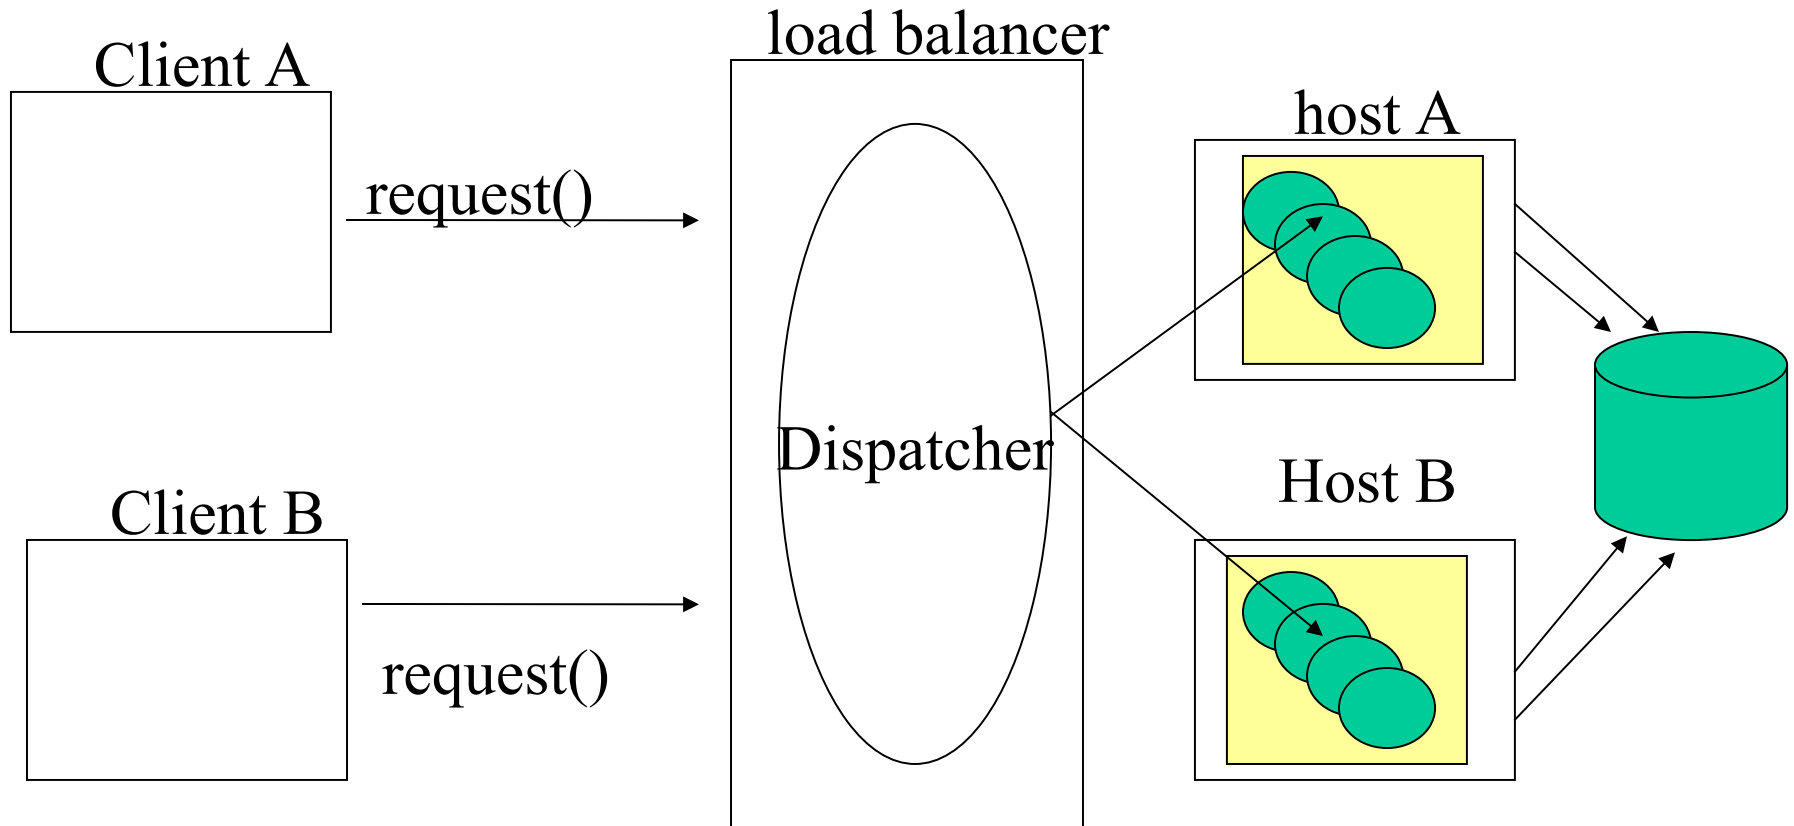 load balancer
Client A
host A
request()
Dispatcher
Host B
Client B
request()